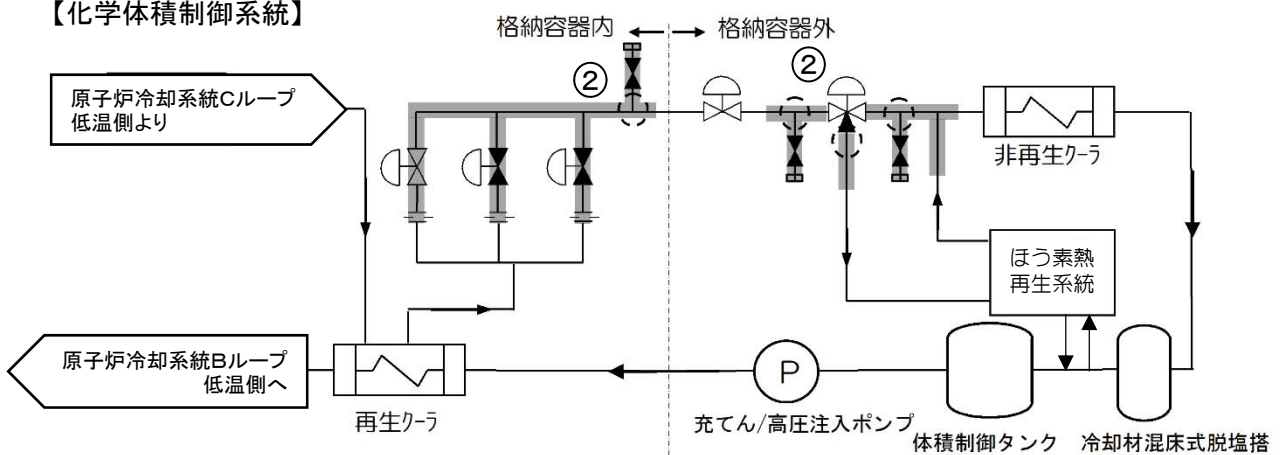 【化学体積制御系統】
格納容器内
格納容器外
②
②
原子炉冷却系統Cループ
低温側より
非再生クーラ
ほう素熱
再生系統
原子炉冷却系統Bループ
低温側へ
P
再生クーラ
充てん/高圧注入ポンプ
体積制御タンク
冷却材混床式脱塩搭